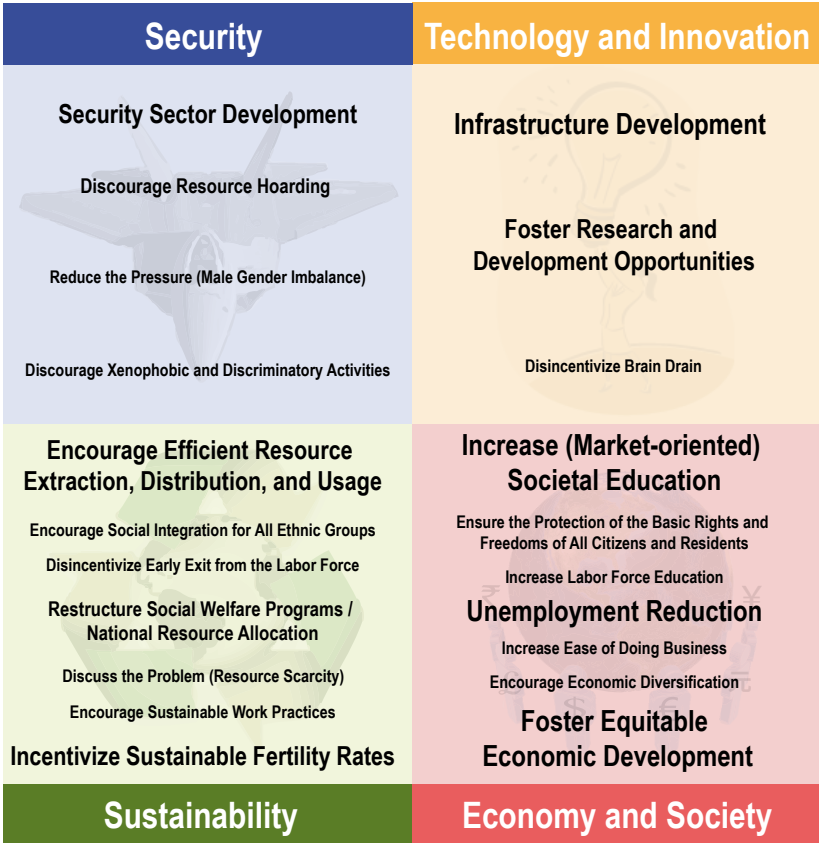 Security
Security Sector Development
Discourage Resource Hoarding
Reduce the Pressure (Male Gender Imbalance)
Discourage Xenophobic and Discriminatory Activities
Technology and Innovation
Infrastructure Development
Foster Research and
Development Opportunities
Disincentivize Brain Drain
Encourage Efficient Resource
Extraction, Distribution, and Usage
Encourage Social Integration for All Ethnic Groups
Disincentivize Early Exit from the Labor Force
Restructure Social Welfare Programs /
National Resource Allocation
Discuss the Problem (Resource Scarcity)
Encourage Sustainable Work Practices
Incentivize Sustainable Fertility Rates
Sustainability
Increase (Market-oriented)
Societal Education
Ensure the Protection of the Basic Rights and
Freedoms of All Citizens and Residents
Increase Labor Force Education
Unemployment Reduction
Increase Ease of Doing Business
Encourage Economic Diversification
Foster Equitable
Economic Development
Economy and Society